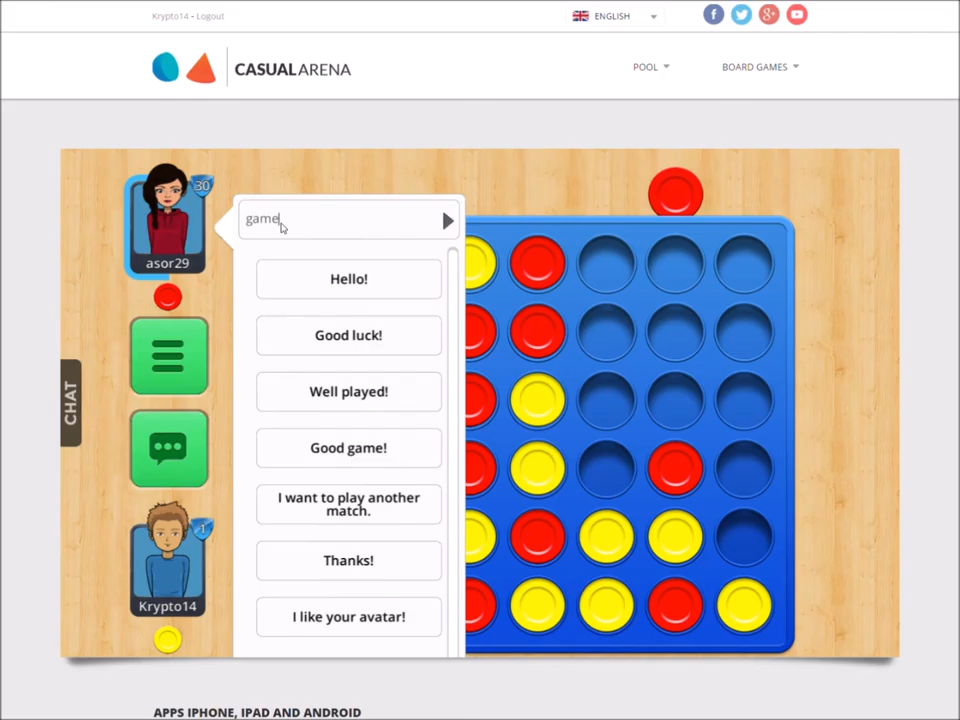 Krypto14 - Logout
ENGLISH
CASUALARENA
POOL
BOARD GAMES
30
asor29
game
Hello!
Good luck!
Well played!
Good game!
I want to play another
match.
Thanks!
I like your avatar!
CHAT
1
Krypto14
APPS IPHONE, IPAD AND ANDROID